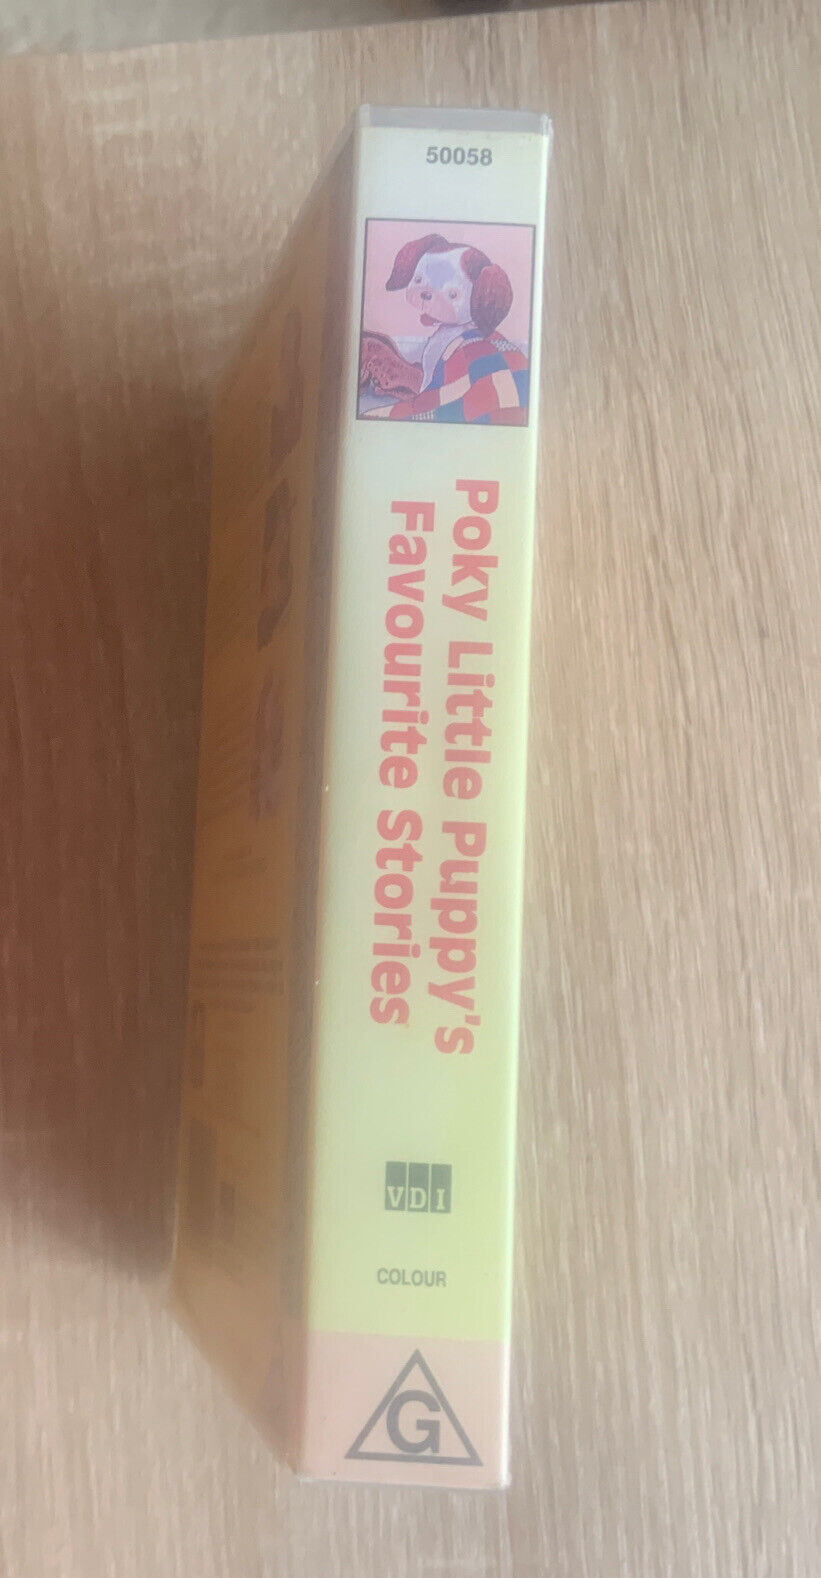 50058
Poky Little Puppy's
Favourite Stories
VDI
COLOUR
G